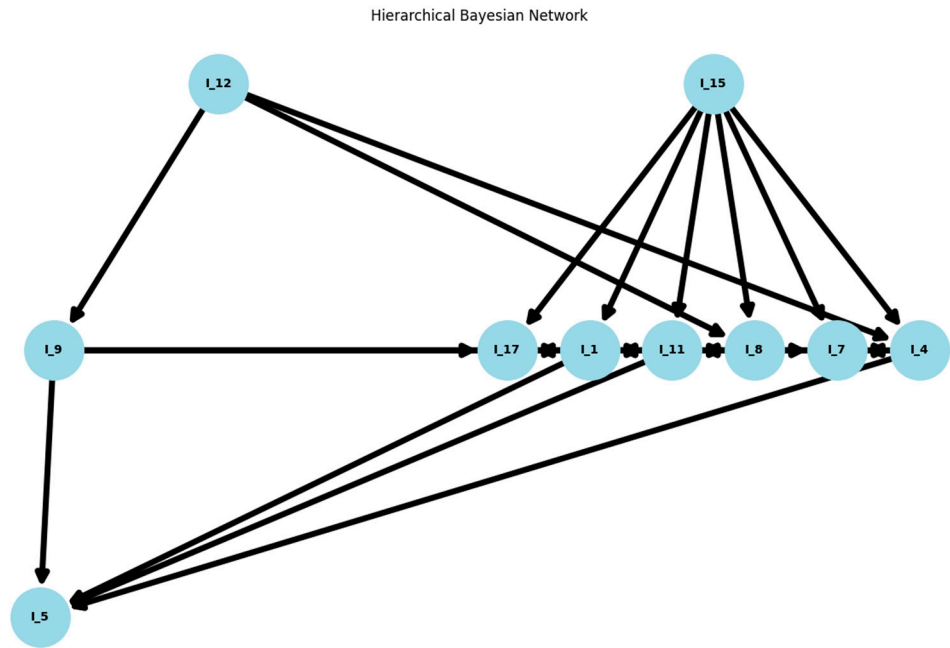 Hierarchical Bayesian Network
I_12
I_15
I_9
I_17
I_1
I_11
I_8
I_7
I_4
I_5